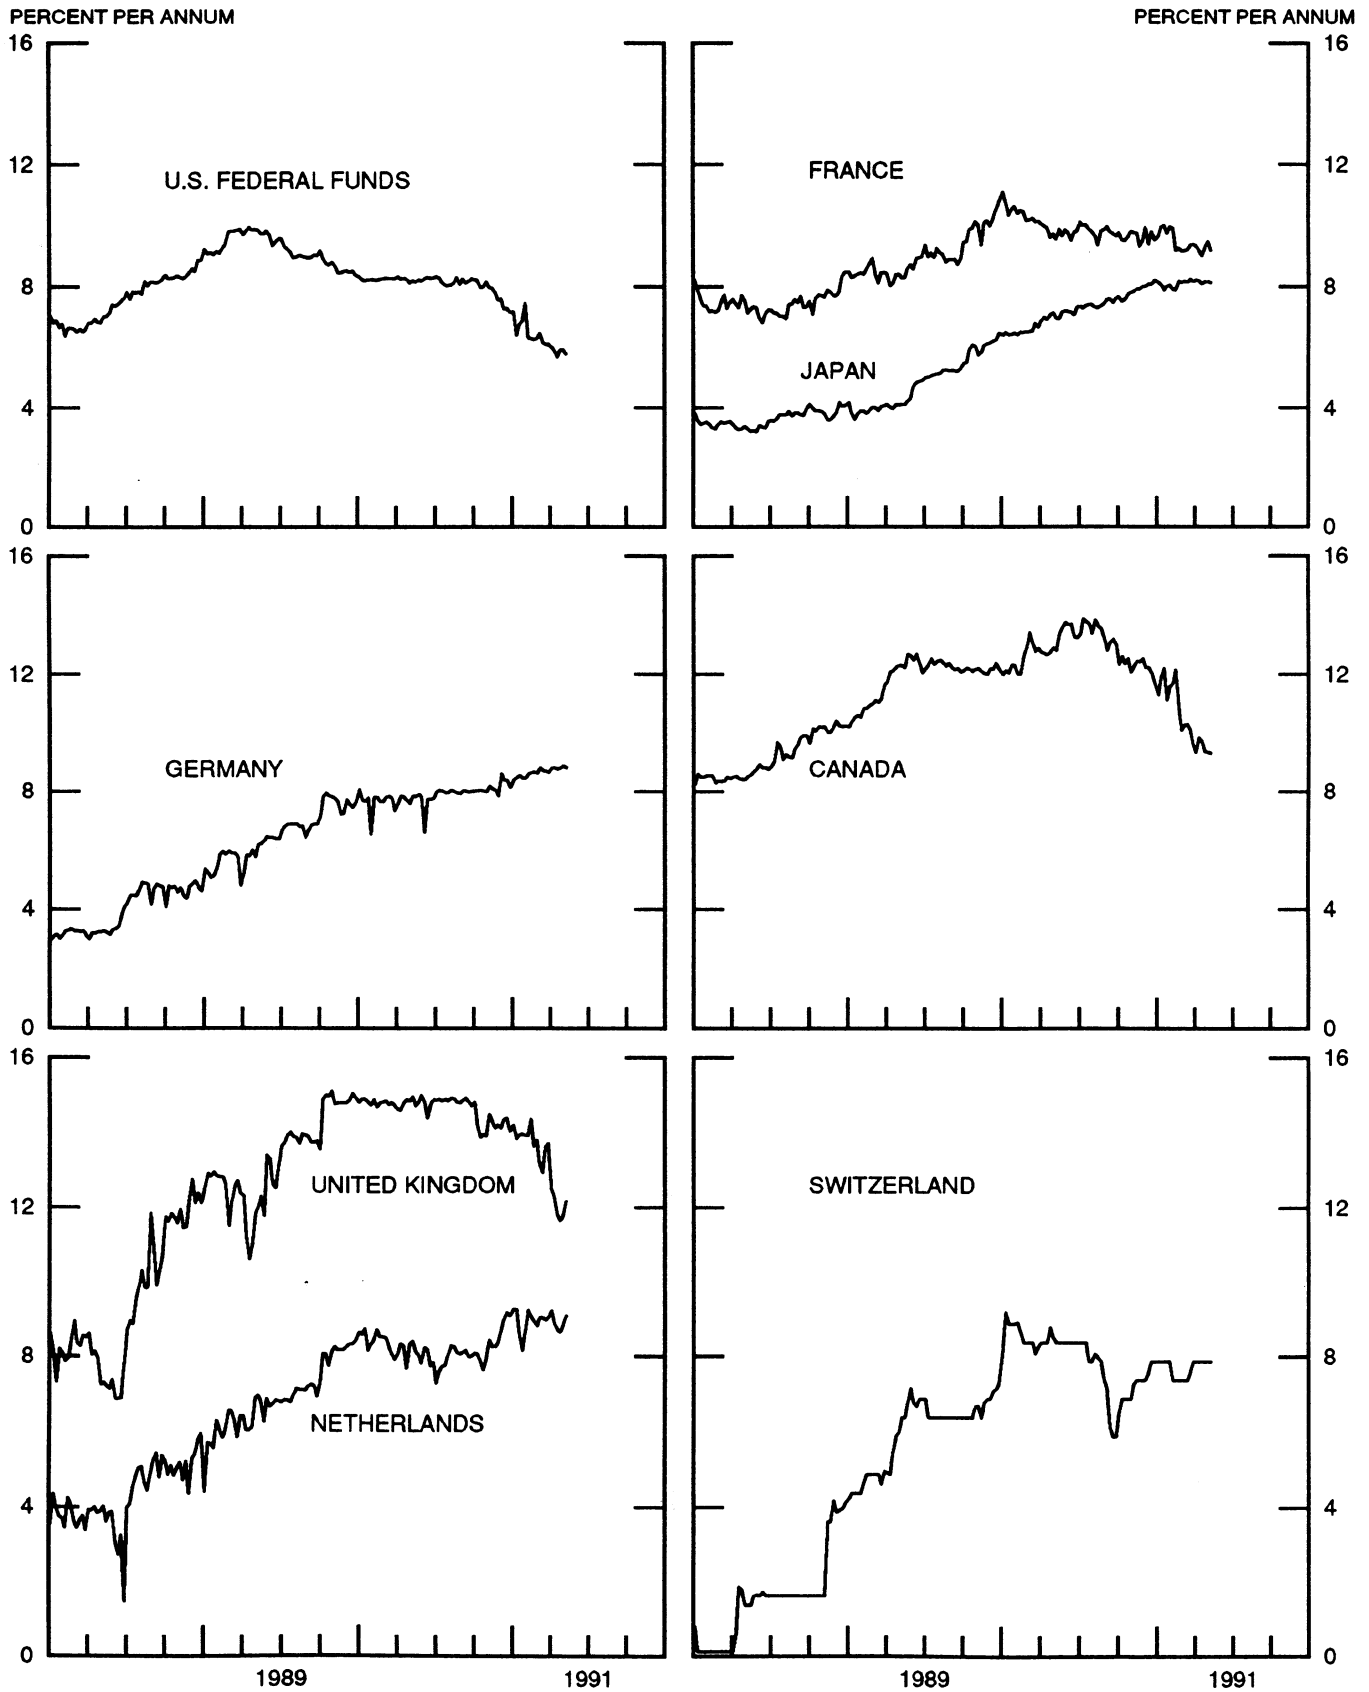 PERCENT PER ANNUM PERCENT PER ANNUM
16 16
12 12
FRANCE
U.S. FEDERAL FUNDS
8 8
JAPAN
4 4
0 0
16 16
12 12
GERMANY CANADA
8 8
4 4
0 0
16 16
UNITED KINGDOM SWITZERLAND
12 12
8 8
NETHERLANDS
4 4
0 0
1989 1991 1989 1991